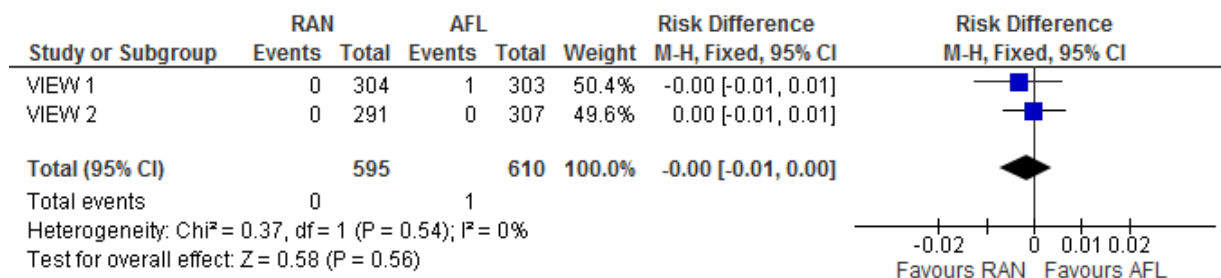 RAN AFL Risk Difference Risk Difference
Study or Subgroup Events Total Events Total Weight M-H, Fixed, 95% CI M-H, Fixed, 95% CI
VIEW 1 0 304 1 303 50.4% -0.00 [-0.01, 0.01]
VIEW 2 0 291 0 307 49.6% 0.00 [-0.01, 0.01]
Total (95% CI) 595 610 100.0% -0.00 [-0.01, 0.00]
Total events 0 1
Heterogeneity: Chi² = 0.37, df = 1 (P = 0.54); I² = 0%
Test for overall effect: Z = 0.58 (P = 0.56)
-0.02 0 0.01 0.02
Favours RAN Favours AFL